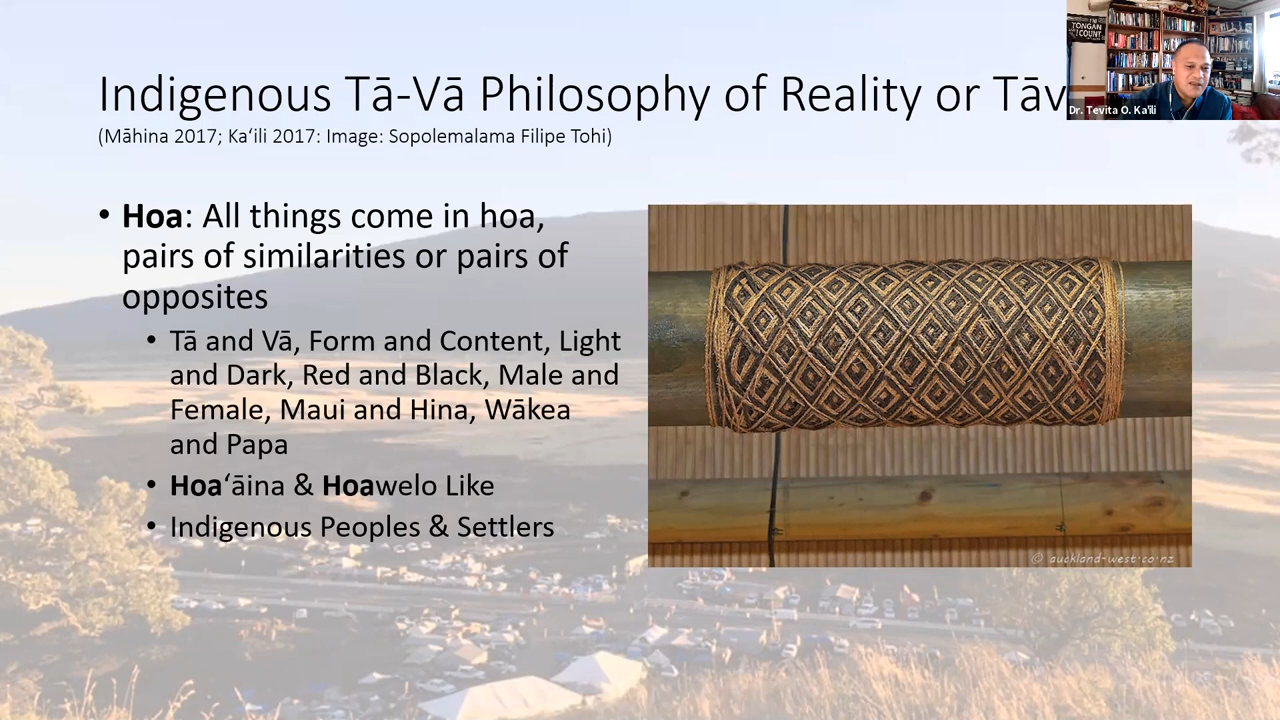 Indigenous Tā-Vā Philosophy of Reality or Tāv
(Māhina 2017; Kaʻili 2017: Image: Sopolemalama Filipe Tohi)
• Hoa: All things come in hoa,
pairs of similarities or pairs of
opposites
• Tā and Vā, Form and Content, Light
and Dark, Red and Black, Male and
Female, Maui and Hina, Wākea
and Papa
• Hoaʻāina & Hoawelo Like
• Indigenous Peoples & Settlers
© auckland-west.co.nz
TONGAN
COUNT
Dr. Tevita O. Ka'ili